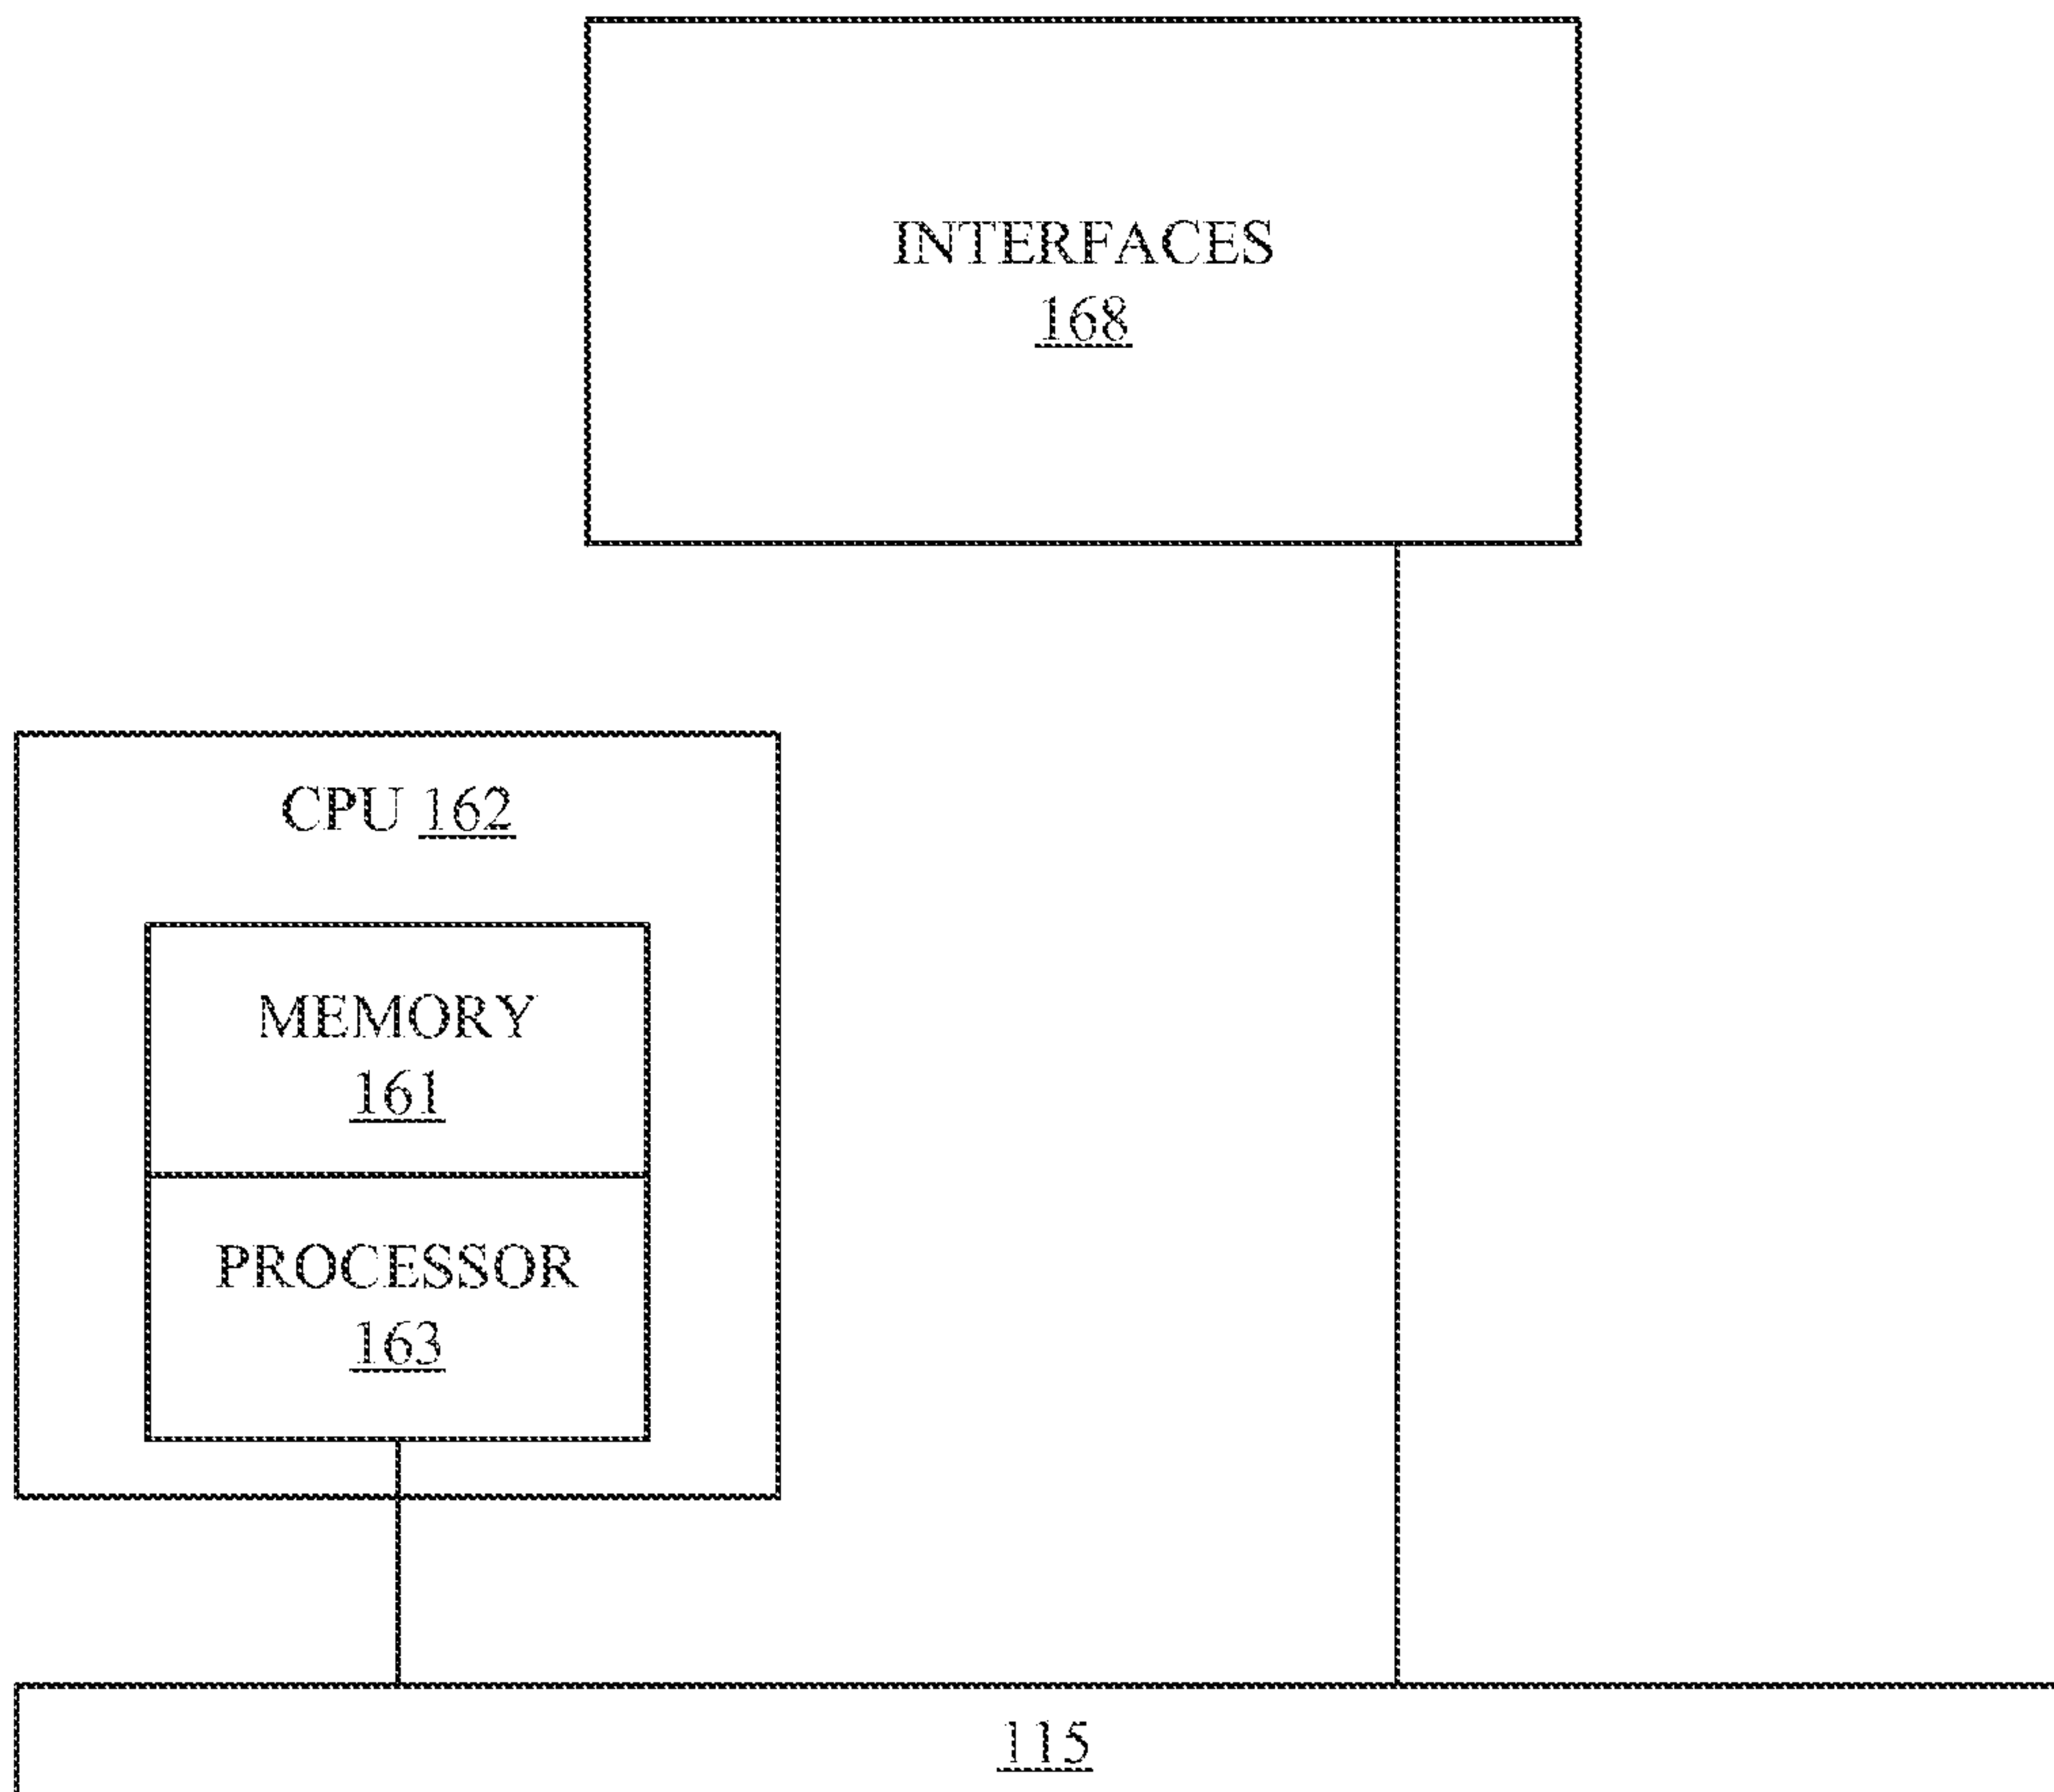 INTERFACES
168
CPU 162
MEMORY
161
PROCESSOR
163
115